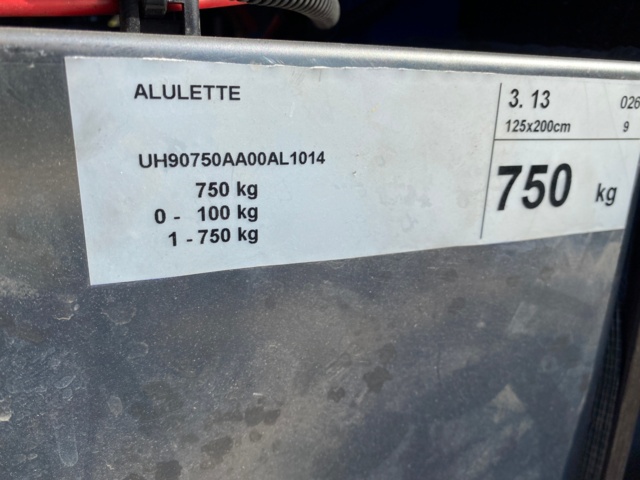 ALULETTE
UH90750AA00AL1014
750 kg
0 - 100 kg
1 - 750 kg
3. 13 026
125x200cm 9
750 kg